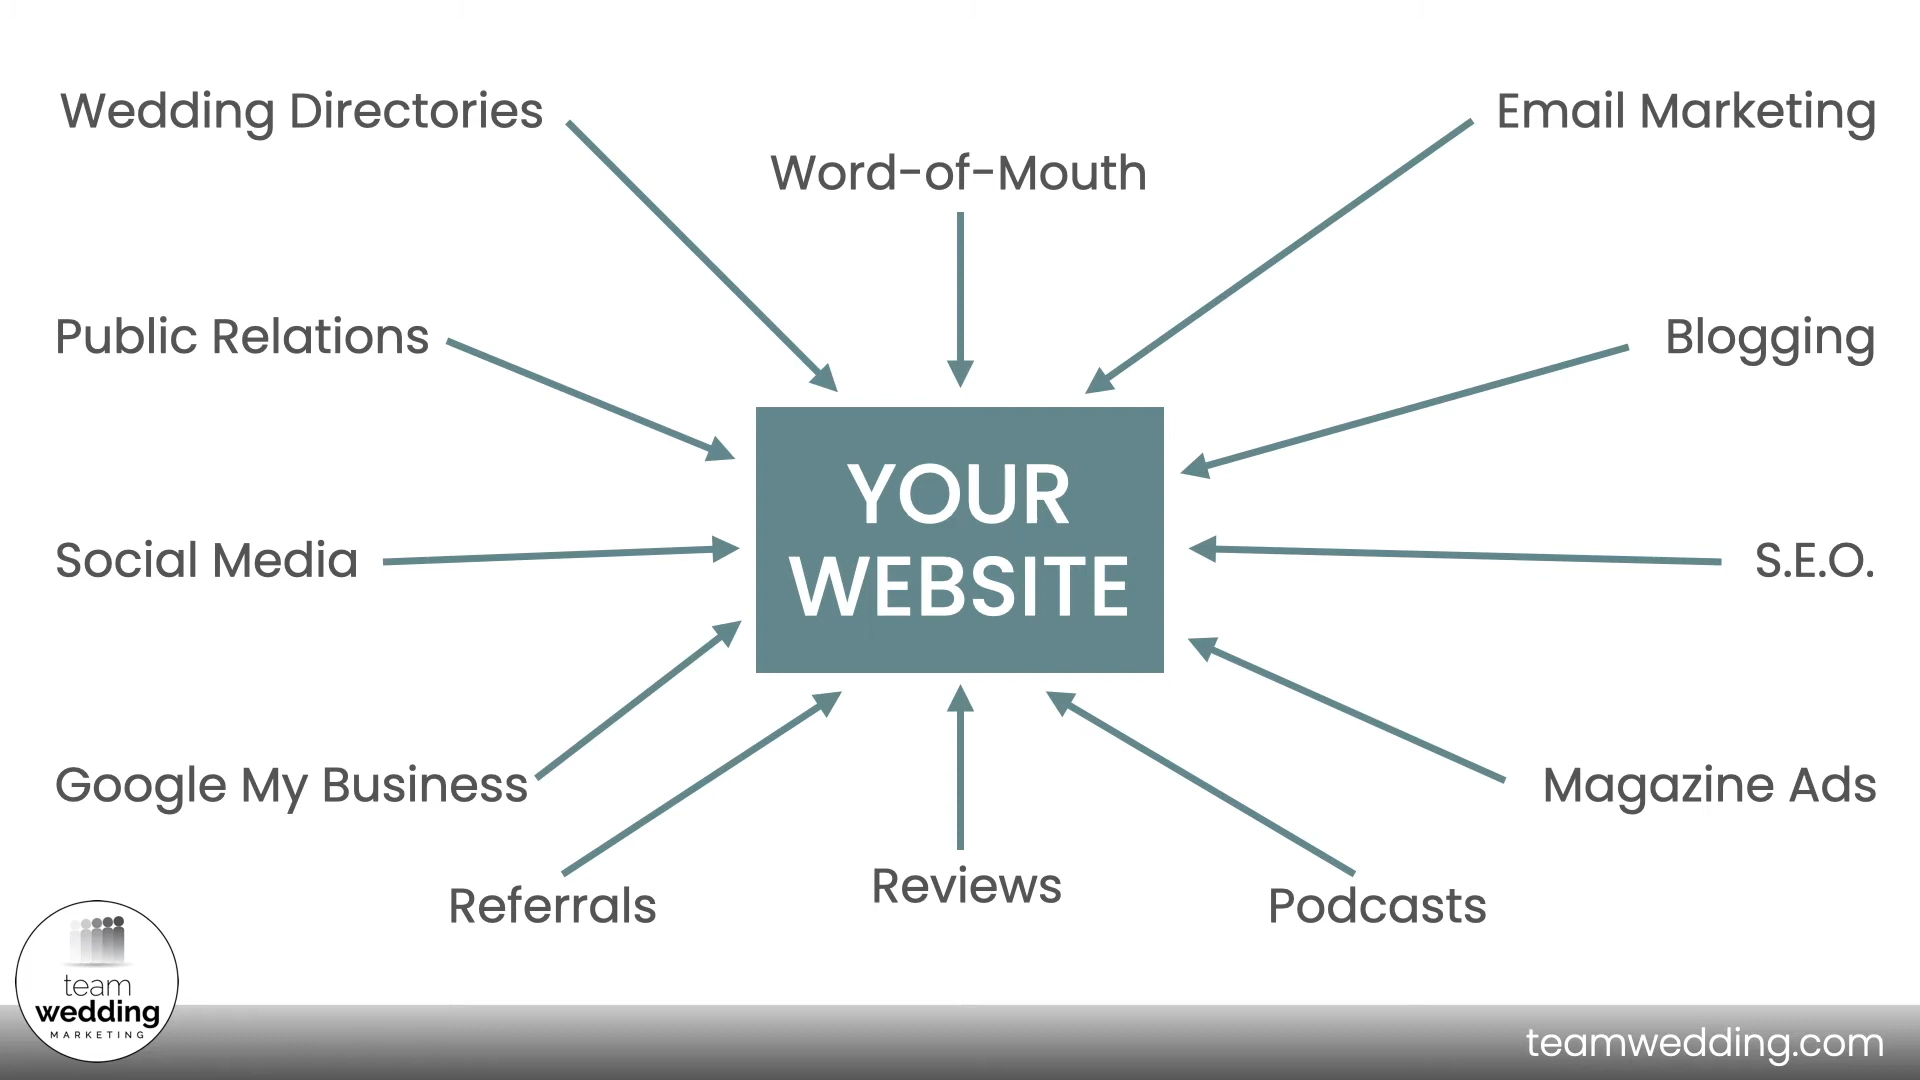 Wedding Directories
Email Marketing
Word-of-Mouth
Public Relations
Blogging
YOUR
WEBSITE
Social Media
S.E.O.
Google My Business
Magazine Ads
Referrals
Reviews
Podcasts
team
wedding
MARKETING
teamwedding.com